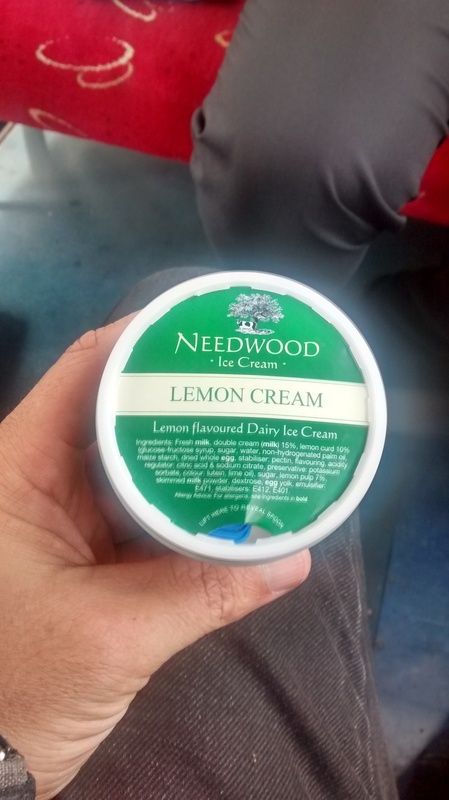 NEEDWOOD
· Ice Cream ·
LEMON CREAM
Lemon flavoured Dairy Ice Cream
Ingredients: Fresh milk, double cream (milk) 15%, lemon curd 10%
(glucose-fructose syrup, sugar, water, non-hydrogenated palm oil,
maize starch, dried whole egg, stabiliser: pectin, flavouring, acidity
regulator: citric acid & sodium citrate, preservative: potassium
sorbate, colour: lutein, lime oil), sugar, lemon pulp 7%,
skimmed milk powder, dextrose, egg yolk, emulsifier:
E471, stabilisers: E412, E401.
Allergy Advice: For allergens, see ingredients in bold
LIFT HERE TO REVEAL SPOON